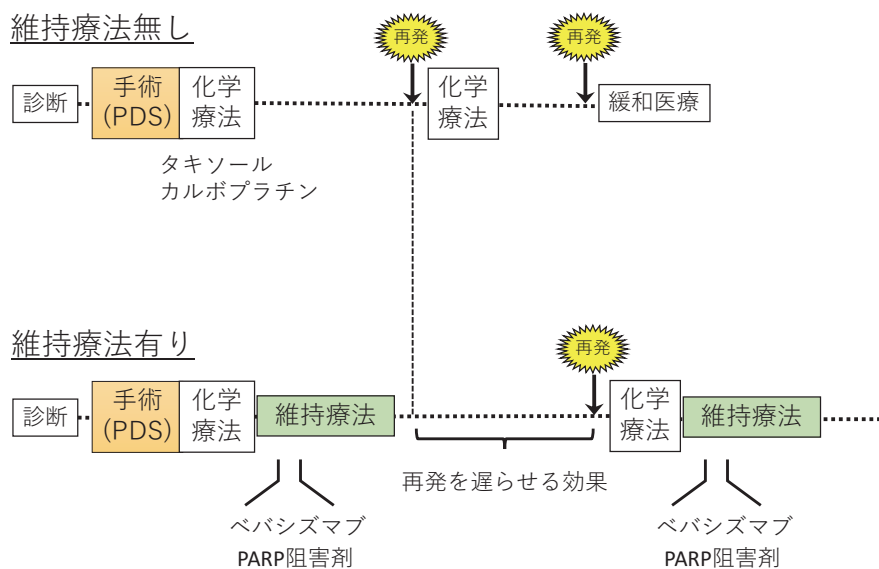 維持療法無し
再発
再発
診断
手術
(PDS)
化学
療法
化学
療法
緩和医療
タキソール
カルボプラチン
維持療法有り
再発
診断
手術
(PDS)
化学
療法
維持療法
化学
療法
維持療法
再発を遅らせる効果
ベバシズマブ
PARP阻害剤
ベバシズマブ
PARP阻害剤